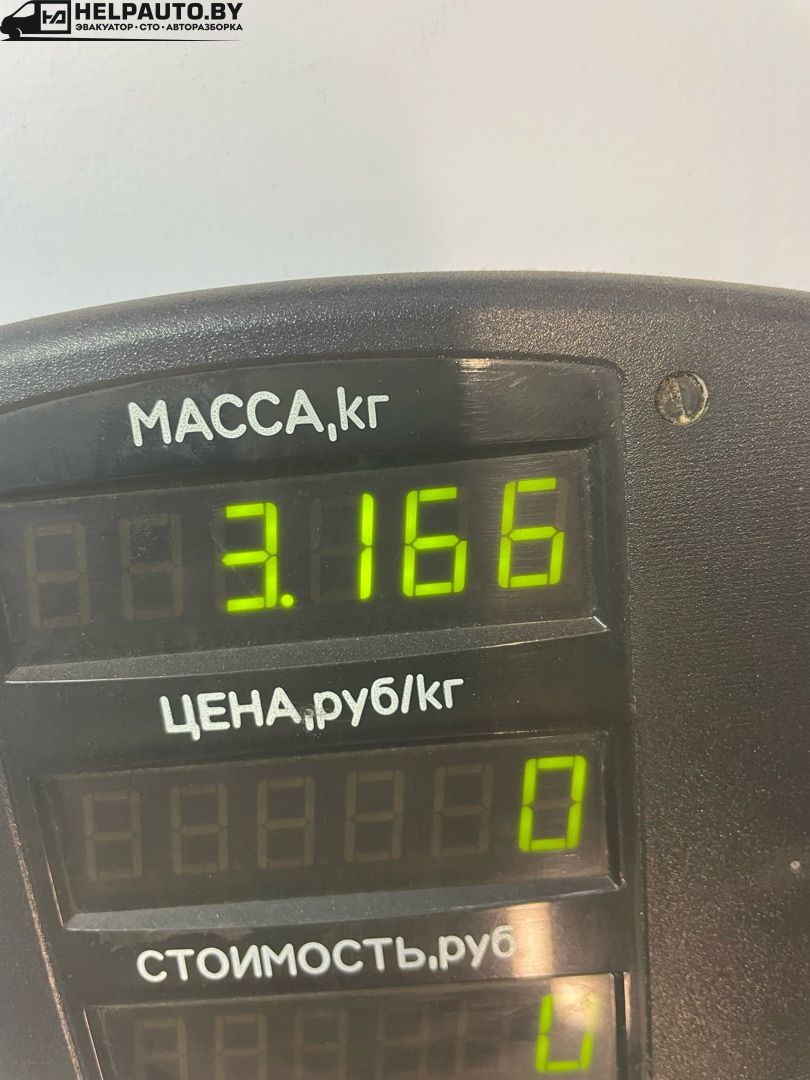 HELPAUTO.BY
ЭВАКУАТОР • СТО • АВТОРАЗБОРКА
МАССА,кг
3.166
ЦЕНА,руб/кг
0
СТОИМОСТЬ,руб